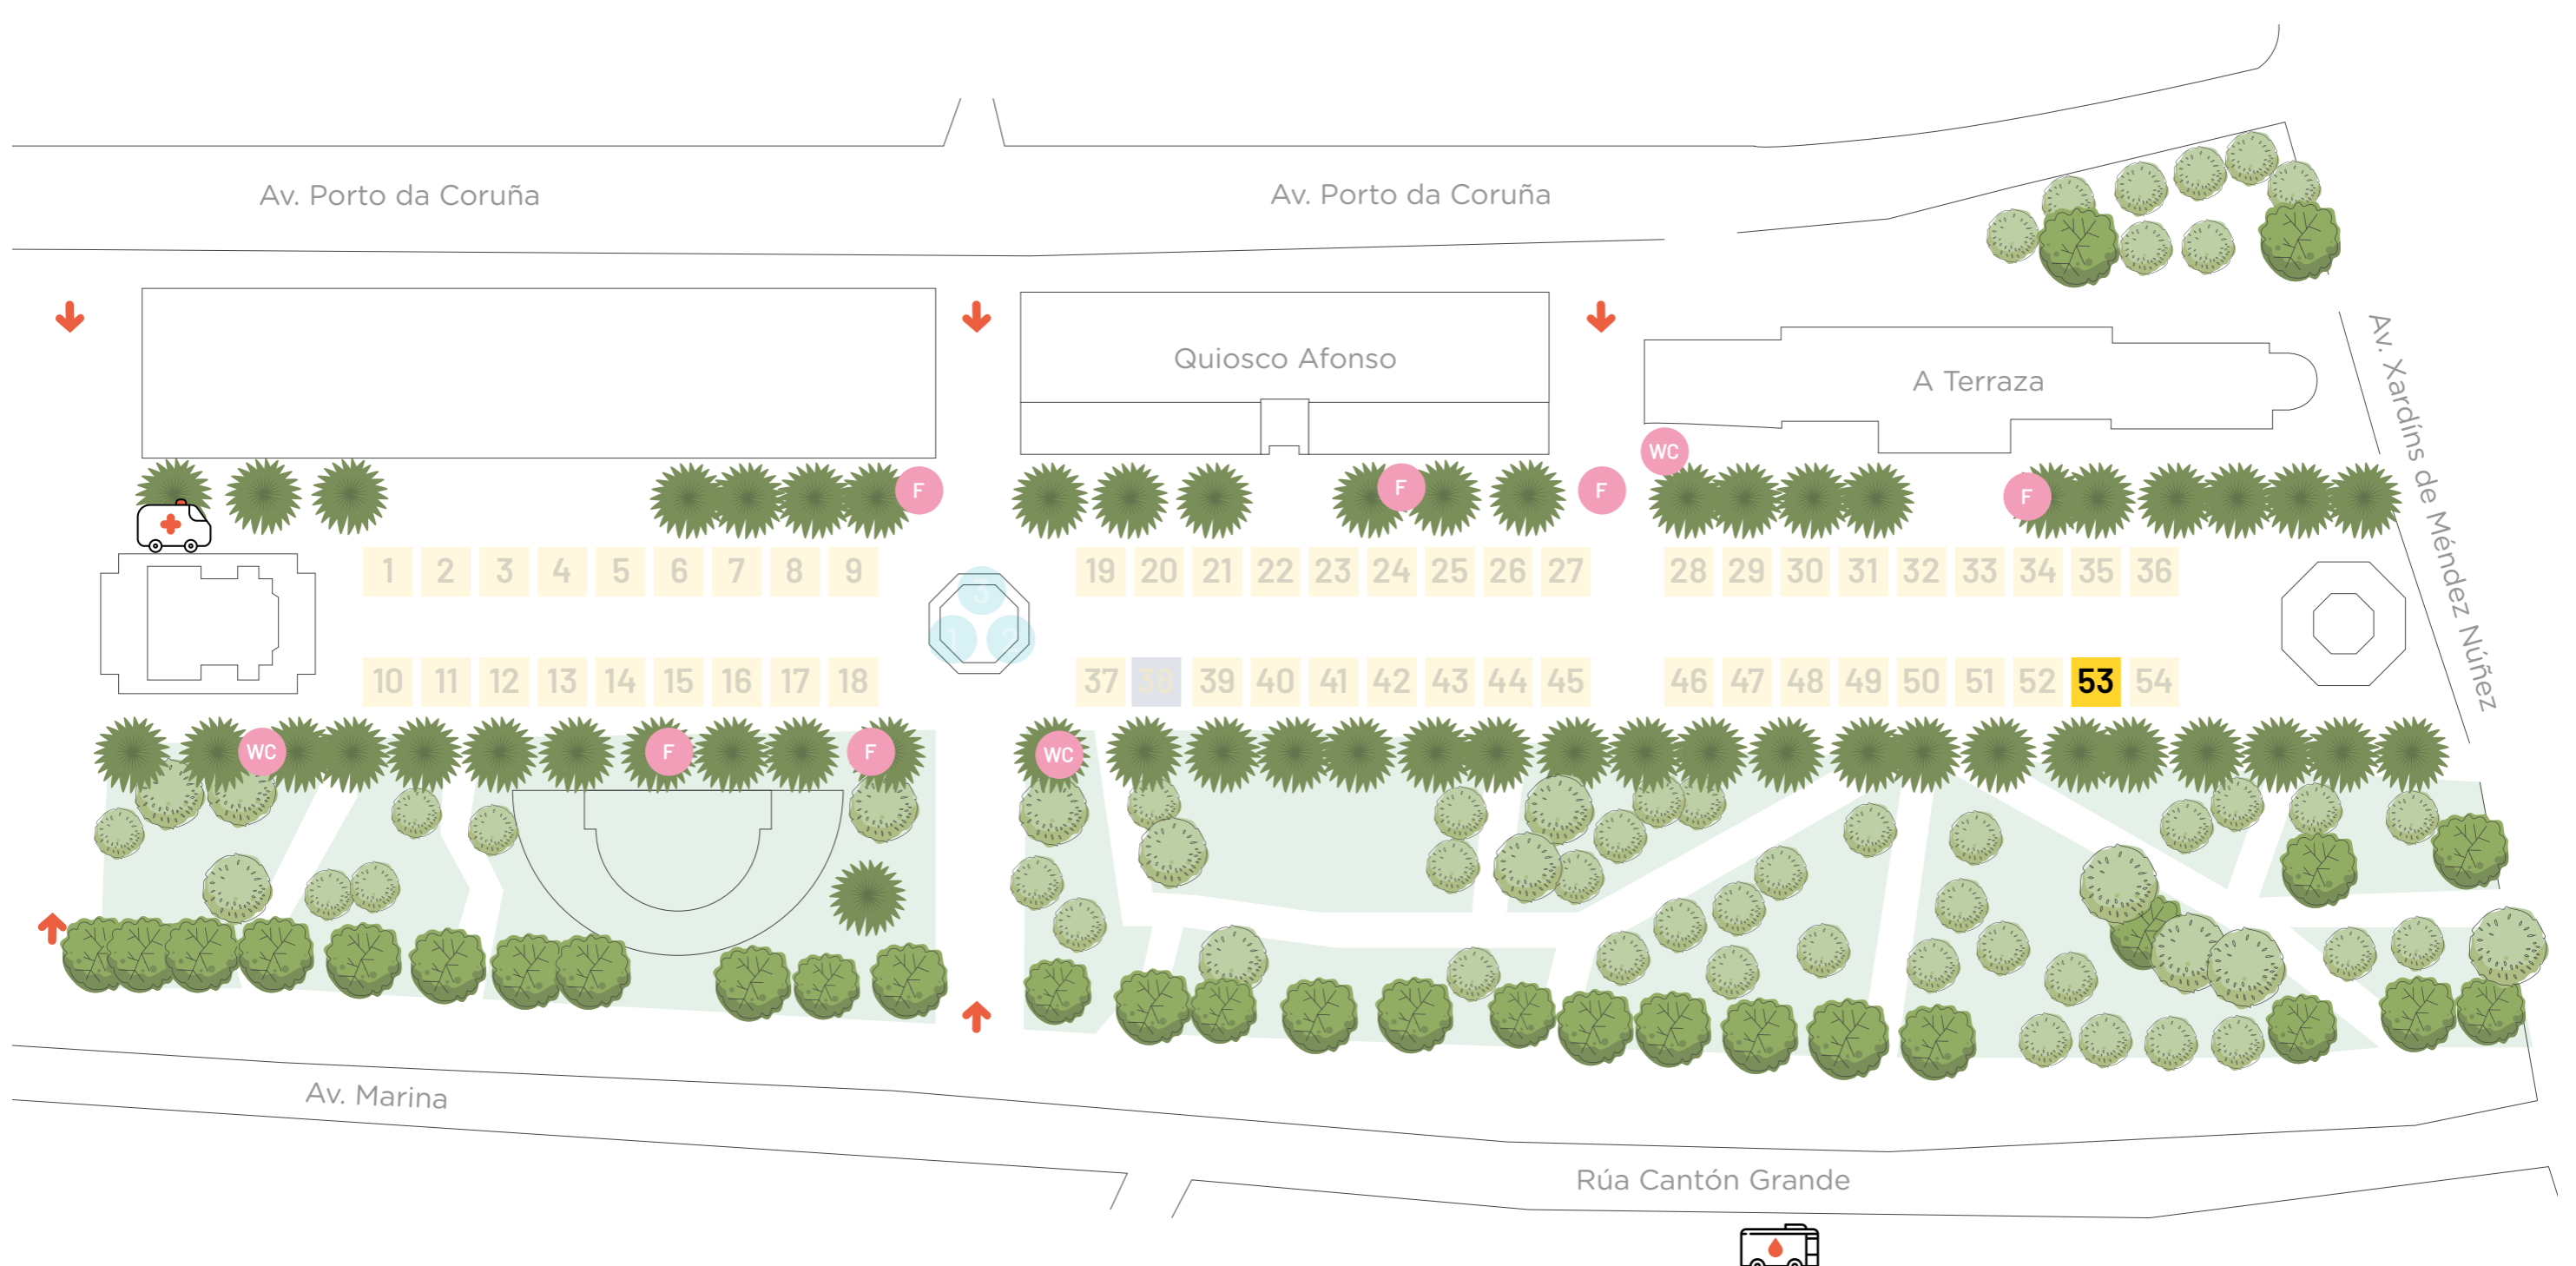 Av. Porto da Coruña
Av. Porto da Coruña
Quiosco Afonso
A Terraza
Av. Xardíns de Méndez Núñez
WC
F
F
F
F
1 2 3 4 5 6 7 8 9
19 20 21 22 23 24 25 26 27
28 29 30 31 32 33 34 35 36
3
1 2
10 11 12 13 14 15 16 17 18
37 38 39 40 41 42 43 44 45
46 47 48 49 50 51 52 53 54
WC
F
F
WC
Av. Marina
Rúa Cantón Grande